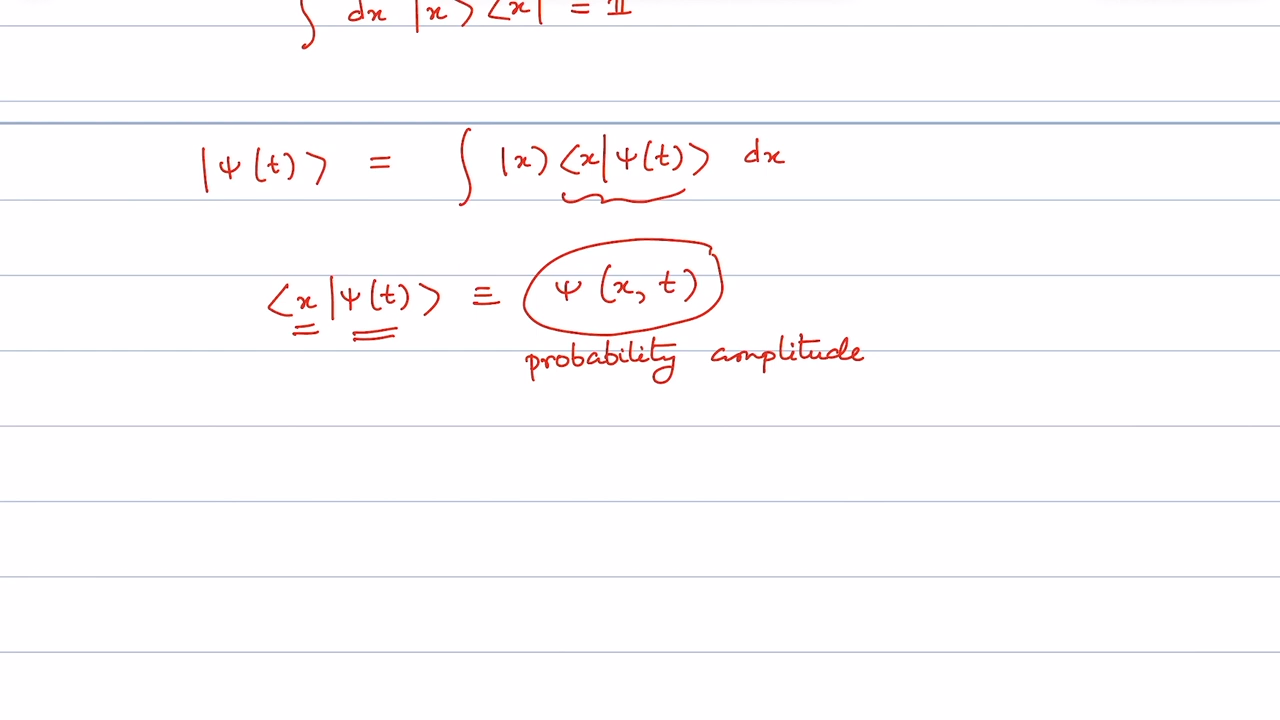 ∫ dx |x⟩⟨x| = 𝟙
|ψ(t)⟩ = ∫ |x⟩⟨x|ψ(t)⟩ dx
⟨x|ψ(t)⟩ ≡ ψ(x, t)
probability amplitude